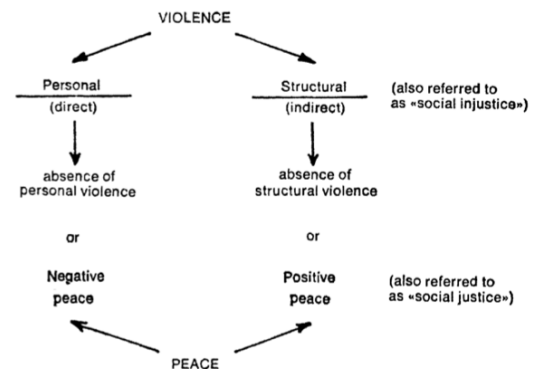 VIOLENCE
Personal
(direct)
Structural
(indirect)
(also referred to
as «social injustice»)
absence of
personal violence
absence of
structural violence
or
or
Negative
peace
Positive
peace
(also referred to
as «social justice»)
PEACE